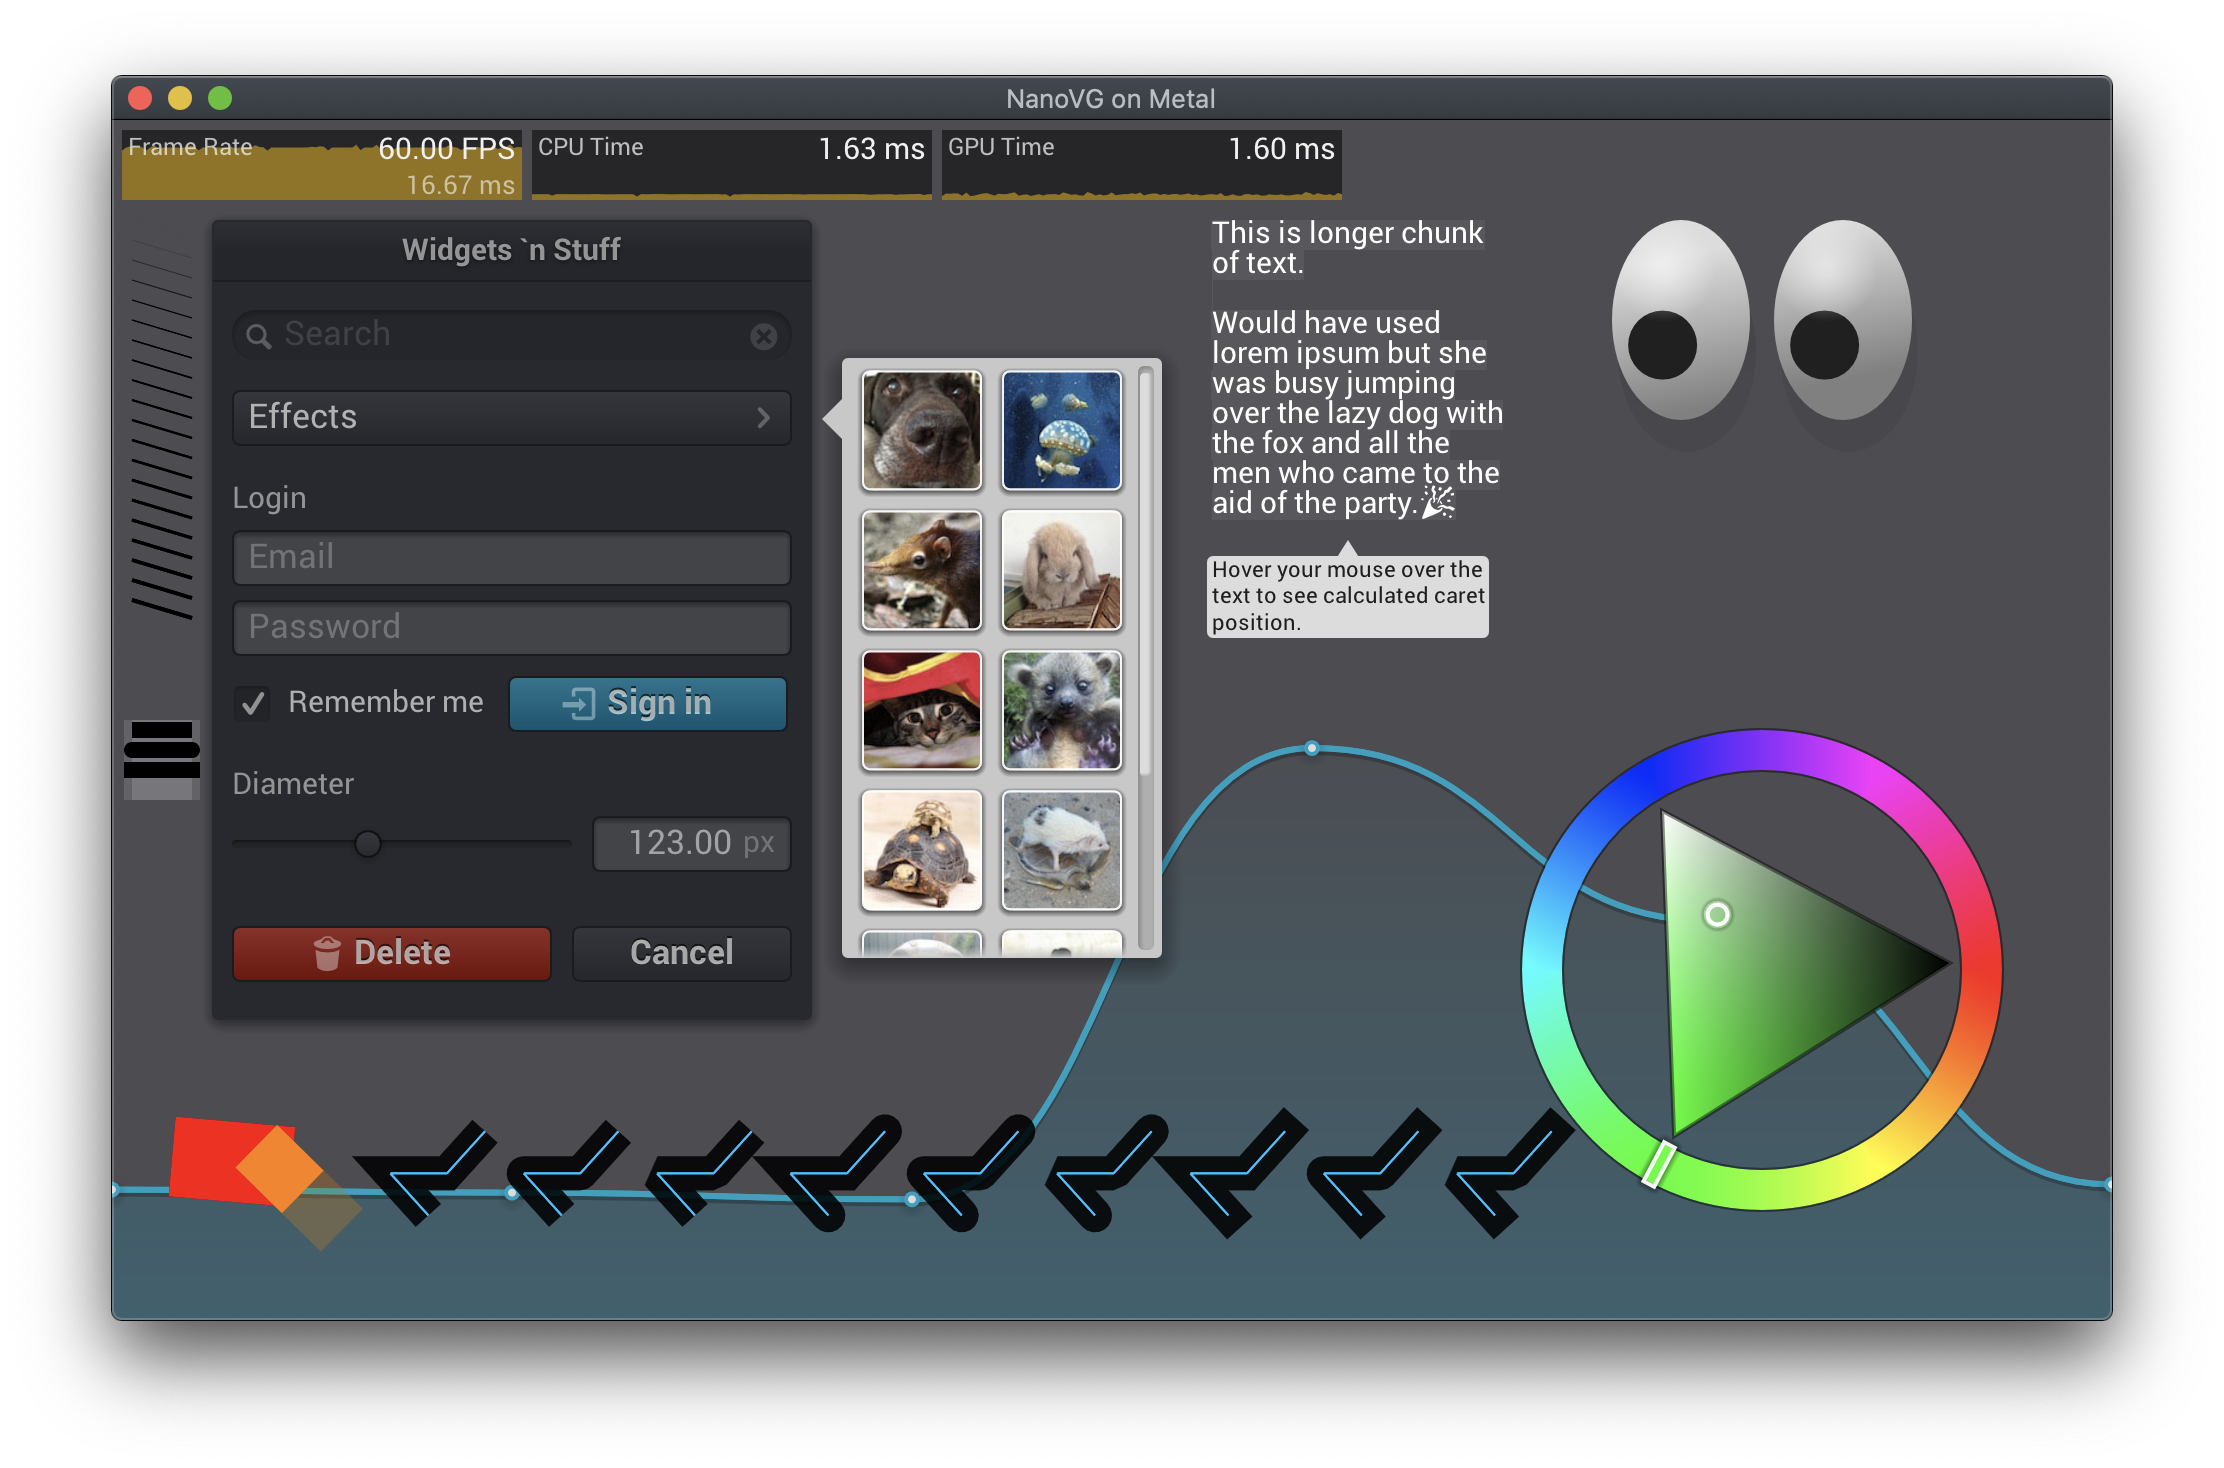 NanoVG on Metal
Frame Rate 60.00 FPS
16.67 ms
CPU Time 1.63 ms
GPU Time 1.60 ms
Widgets `n Stuff
Search
Effects
Login
Email
Password
Remember me
Sign in
Diameter
123.00 px
Delete
Cancel
This is longer chunk
of text.
Would have used
lorem ipsum but she
was busy jumping
over the lazy dog with
the fox and all the
men who came to the
aid of the party.🎉
Hover your mouse over the
text to see calculated caret
position.